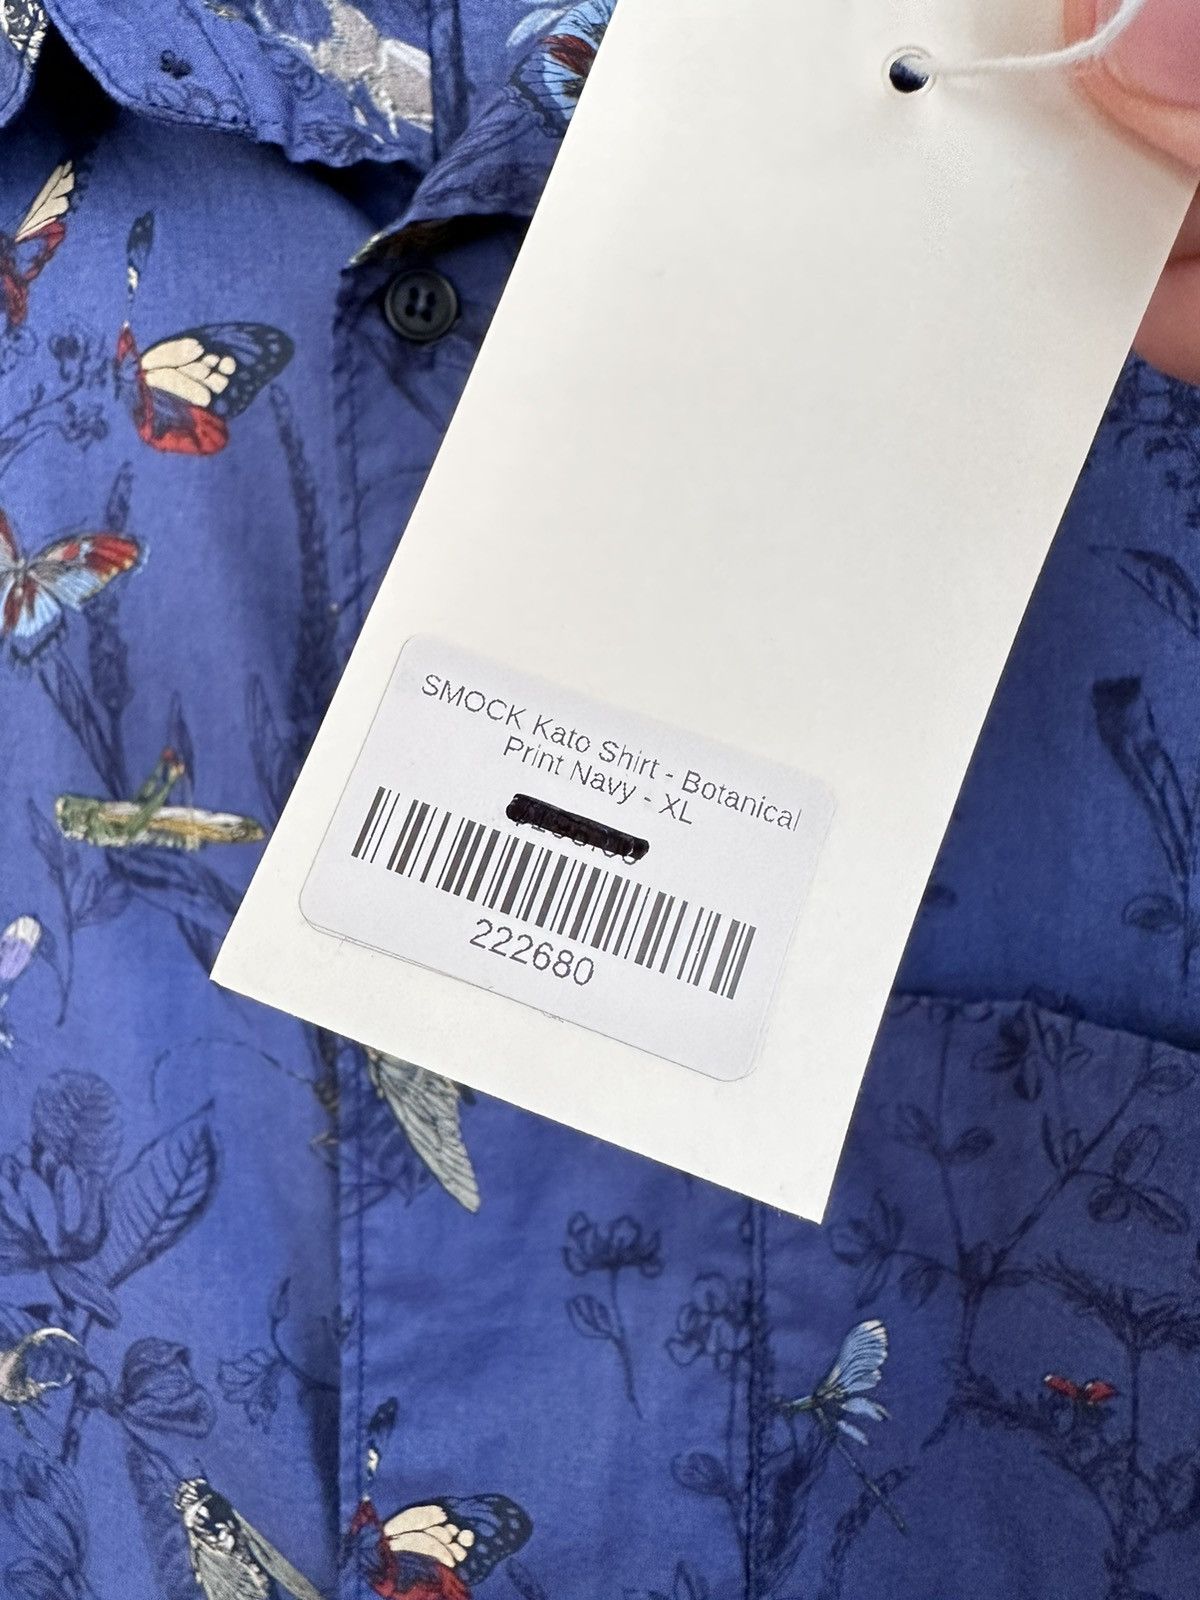 SMOCK Kato Shirt - Botanical
Print Navy - XL
222680